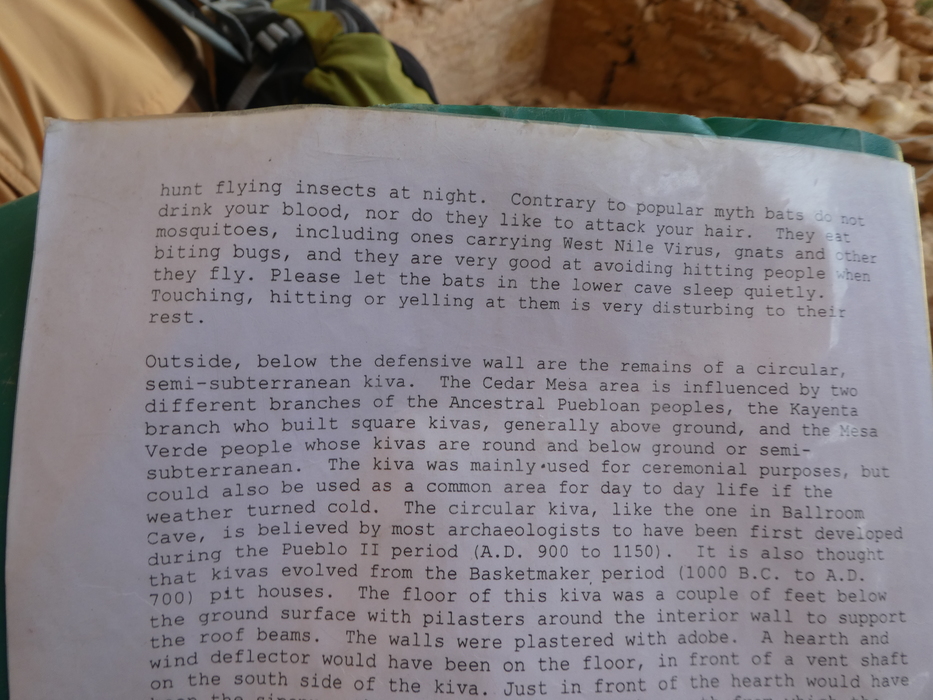 hunt flying insects at night.  Contrary to popular myth bats do not
drink your blood, nor do they like to attack your hair.  They eat
mosquitoes, including ones carrying West Nile Virus, gnats and other
biting bugs, and they are very good at avoiding hitting people when
they fly. Please let the bats in the lower cave sleep quietly.
Touching, hitting or yelling at them is very disturbing to their
rest.

Outside, below the defensive wall are the remains of a circular,
semi-subterranean kiva.  The Cedar Mesa area is influenced by two
different branches of the Ancestral Puebloan peoples, the Kayenta
branch who built square kivas, generally above ground, and the Mesa
Verde people whose kivas are round and below ground or semi-
subterranean.  The kiva was mainly used for ceremonial purposes, but
could also be used as a common area for day to day life if the
weather turned cold.  The circular kiva, like the one in Ballroom
Cave, is believed by most archaeologists to have been first developed
during the Pueblo II period (A.D. 900 to 1150).  It is also thought
that kivas evolved from the Basketmaker period (1000 B.C. to A.D.
700) pit houses.  The floor of this kiva was a couple of feet below
the ground surface with pilasters around the interior wall to support
the roof beams.  The walls were plastered with adobe.  A hearth and
wind deflector would have been on the floor, in front of a vent shaft
on the south side of the kiva. Just in front of the hearth would have
the